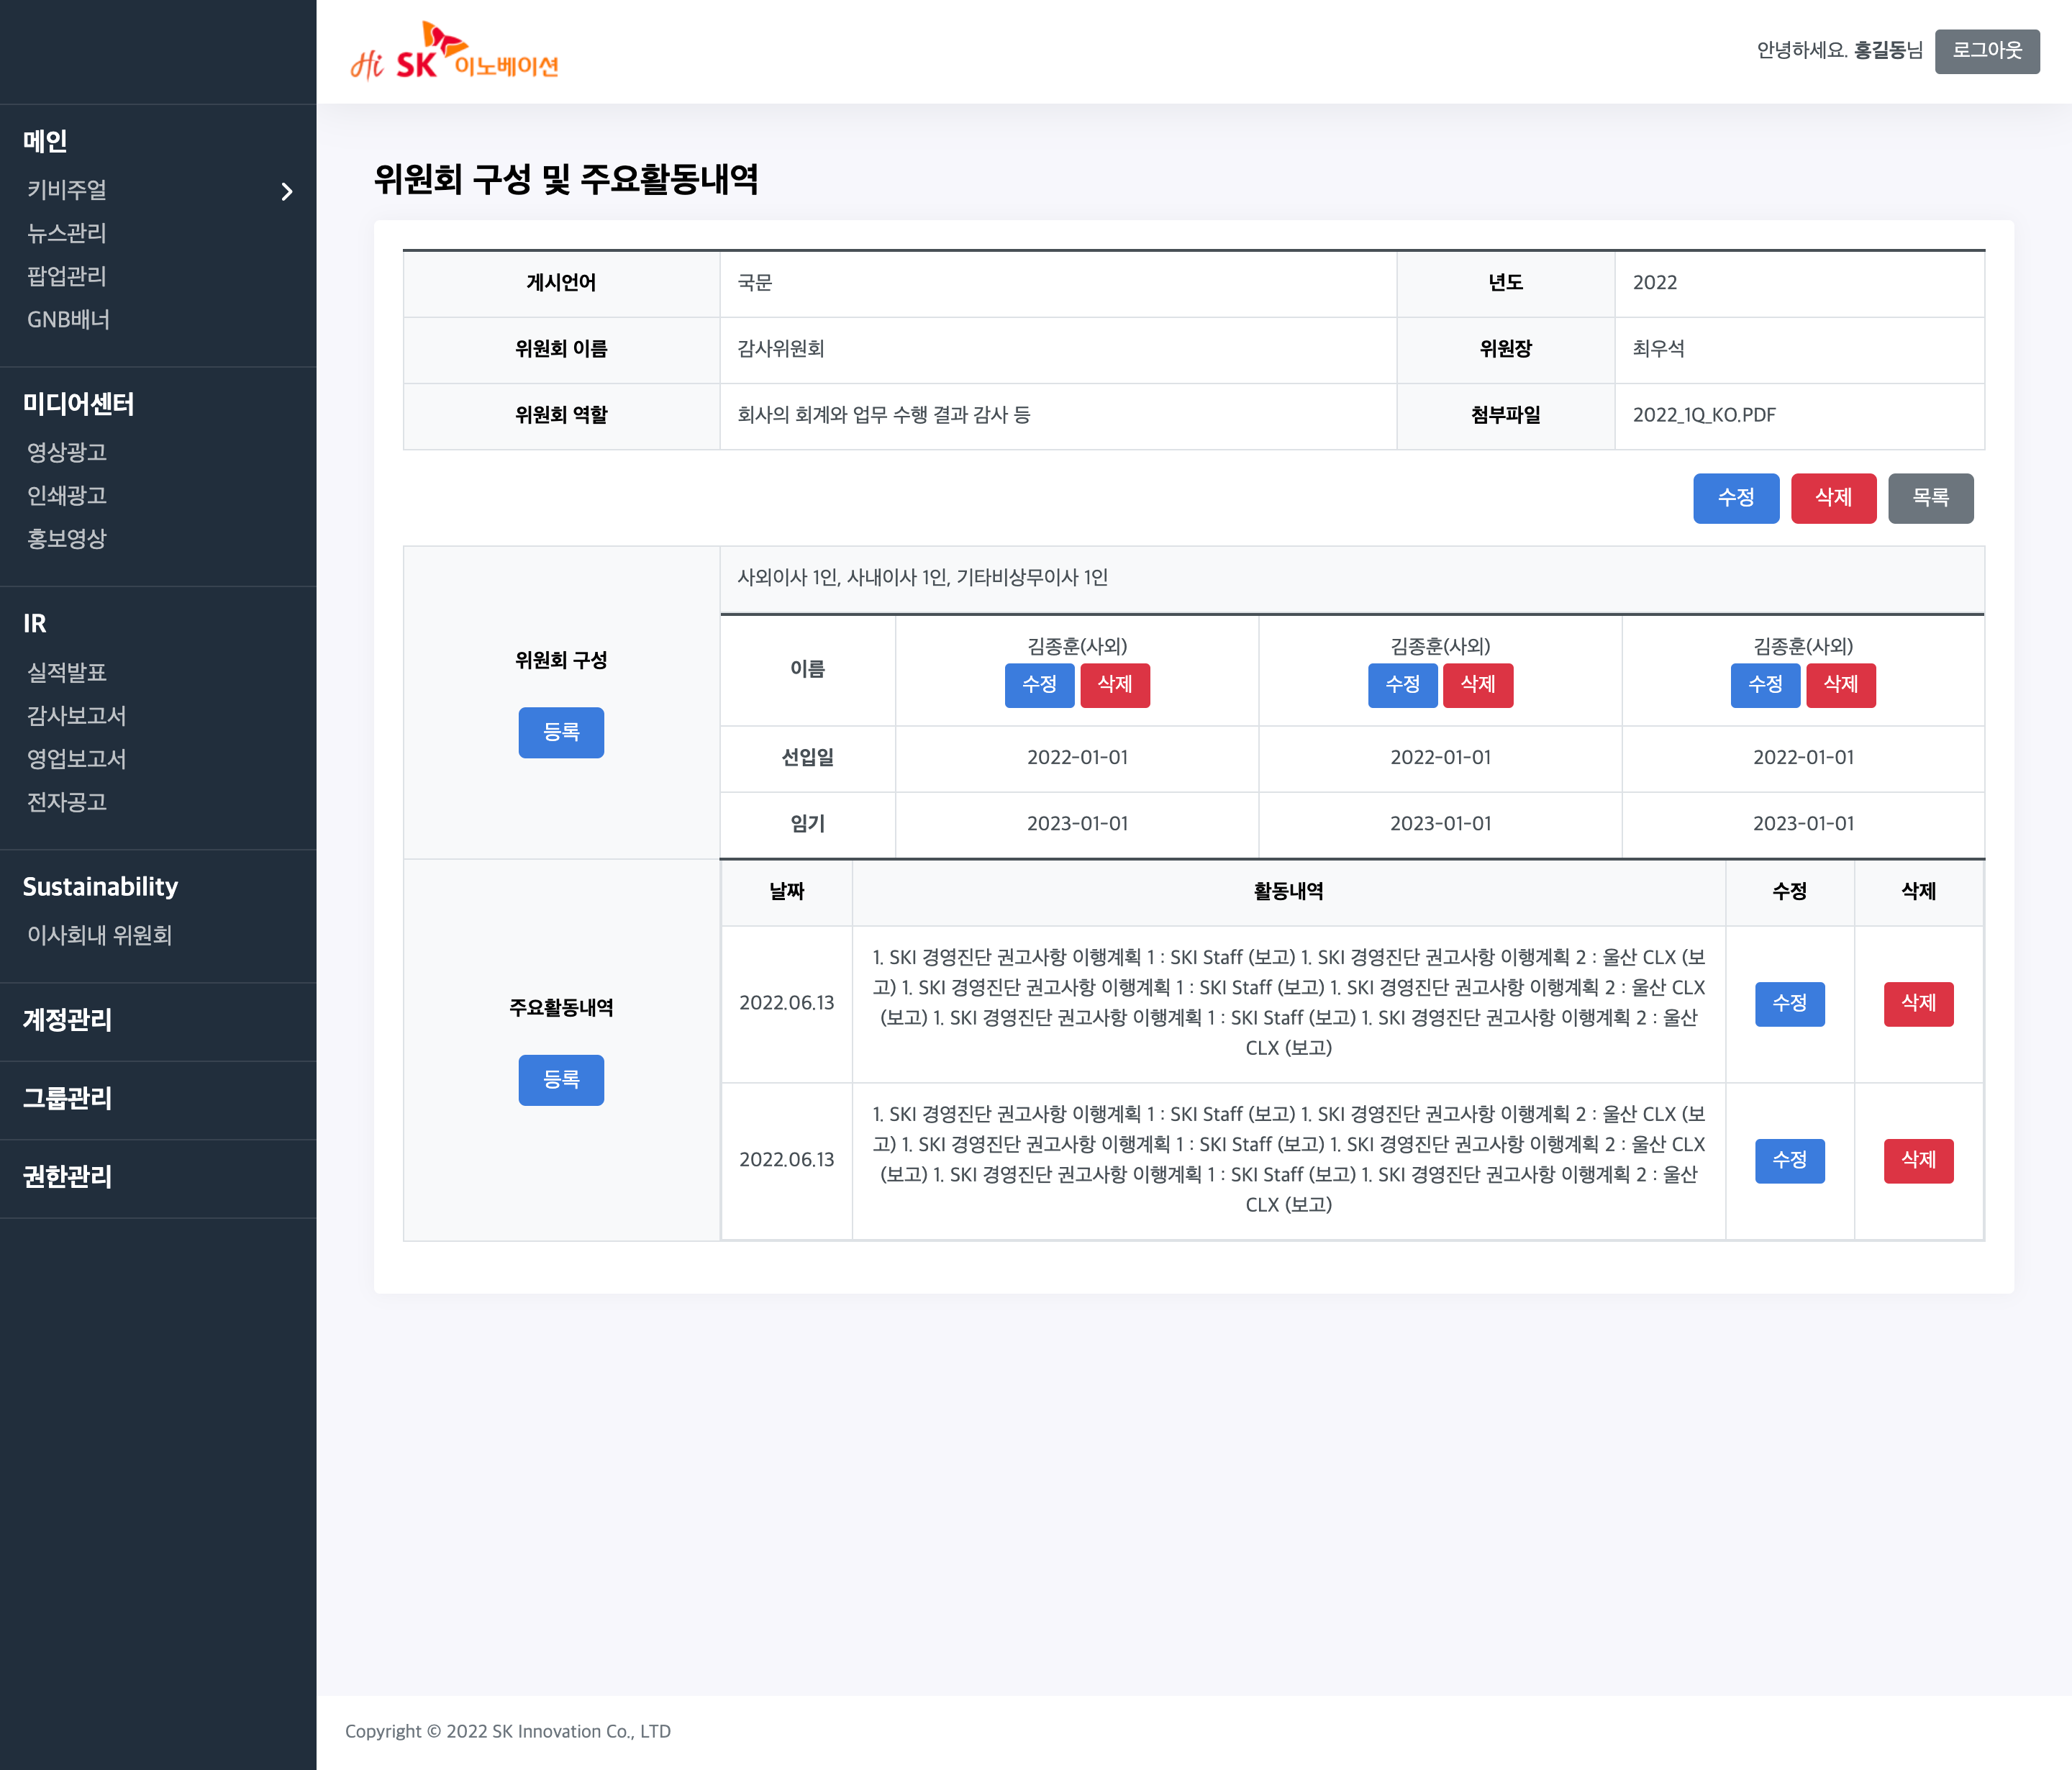 Hi SK이노베이션
안녕하세요. 홍길동님
로그아웃
메인
키비주얼
뉴스관리
팝업관리
GNB배너
미디어센터
영상광고
인쇄광고
홍보영상
IR
실적발표
감사보고서
영업보고서
전자공고
Sustainability
이사회내 위원회
계정관리
그룹관리
권한관리
위원회 구성 및 주요활동내역
게시언어 국문 년도 2022
위원회 이름 감사위원회 위원장 최우석
위원회 역할 회사의 회계와 업무 수행 결과 감사 등 첨부파일 2022_1Q_KO.PDF
수정 삭제 목록
위원회 구성
등록
사외이사 1인, 사내이사 1인, 기타비상무이사 1인
이름
김종훈(사외) 김종훈(사외) 김종훈(사외)
수정 삭제 수정 삭제 수정 삭제
선입일 2022-01-01 2022-01-01 2022-01-01
임기 2023-01-01 2023-01-01 2023-01-01
주요활동내역
등록
날짜 활동내역 수정 삭제
2022.06.13
1. SKI 경영진단 권고사항 이행계획 1 : SKI Staff (보고) 1. SKI 경영진단 권고사항 이행계획 2 : 울산 CLX (보
고) 1. SKI 경영진단 권고사항 이행계획 1 : SKI Staff (보고) 1. SKI 경영진단 권고사항 이행계획 2 : 울산 CLX
(보고) 1. SKI 경영진단 권고사항 이행계획 1 : SKI Staff (보고) 1. SKI 경영진단 권고사항 이행계획 2 : 울산
CLX (보고)
수정 삭제
2022.06.13
1. SKI 경영진단 권고사항 이행계획 1 : SKI Staff (보고) 1. SKI 경영진단 권고사항 이행계획 2 : 울산 CLX (보
고) 1. SKI 경영진단 권고사항 이행계획 1 : SKI Staff (보고) 1. SKI 경영진단 권고사항 이행계획 2 : 울산 CLX
(보고) 1. SKI 경영진단 권고사항 이행계획 1 : SKI Staff (보고) 1. SKI 경영진단 권고사항 이행계획 2 : 울산
CLX (보고)
수정 삭제
Copyright © 2022 SK Innovation Co., LTD